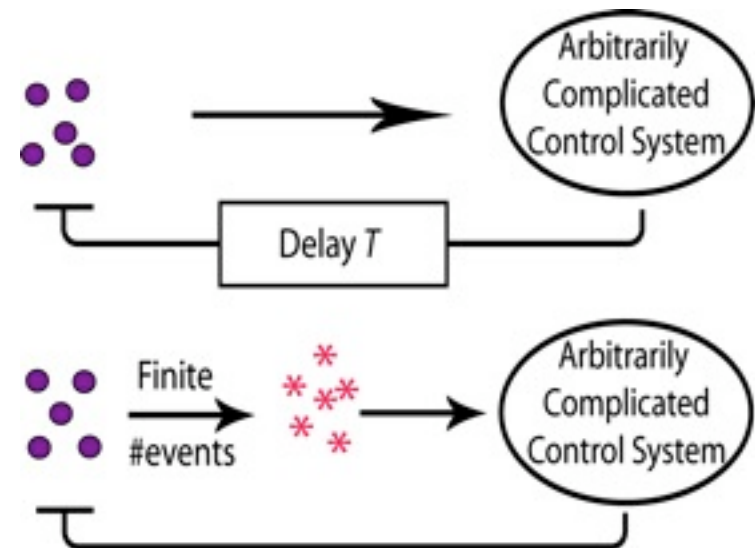 Arbitrarily
Complicated
Control System
Delay T
Finite
#events
Arbitrarily
Complicated
Control System